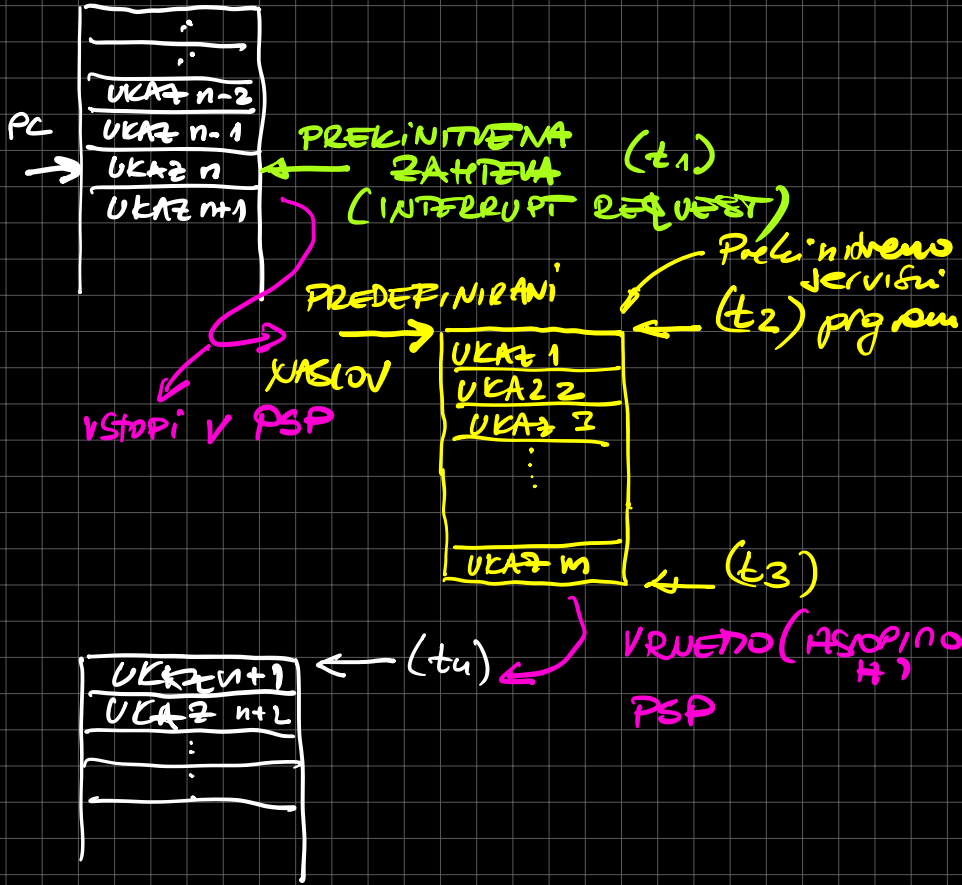 UKAZ n-2
PC
UKAZ n-1
UKAZ n
UKAZ n+1
PREKINITVENA
ZAHTEVA (t1)
(INTERRUPT REQUEST)
Prekinitveno
servisni
(t2) program
PREDEFINIRANI
NASLOV
VStOPi V PSP
UKAZ 1
UKAZ 2
UKAZ 3
UKAZ m
(t3)
VRNEMO (
PSP
(t4)
UKAZ n+1
UKAZ n+2